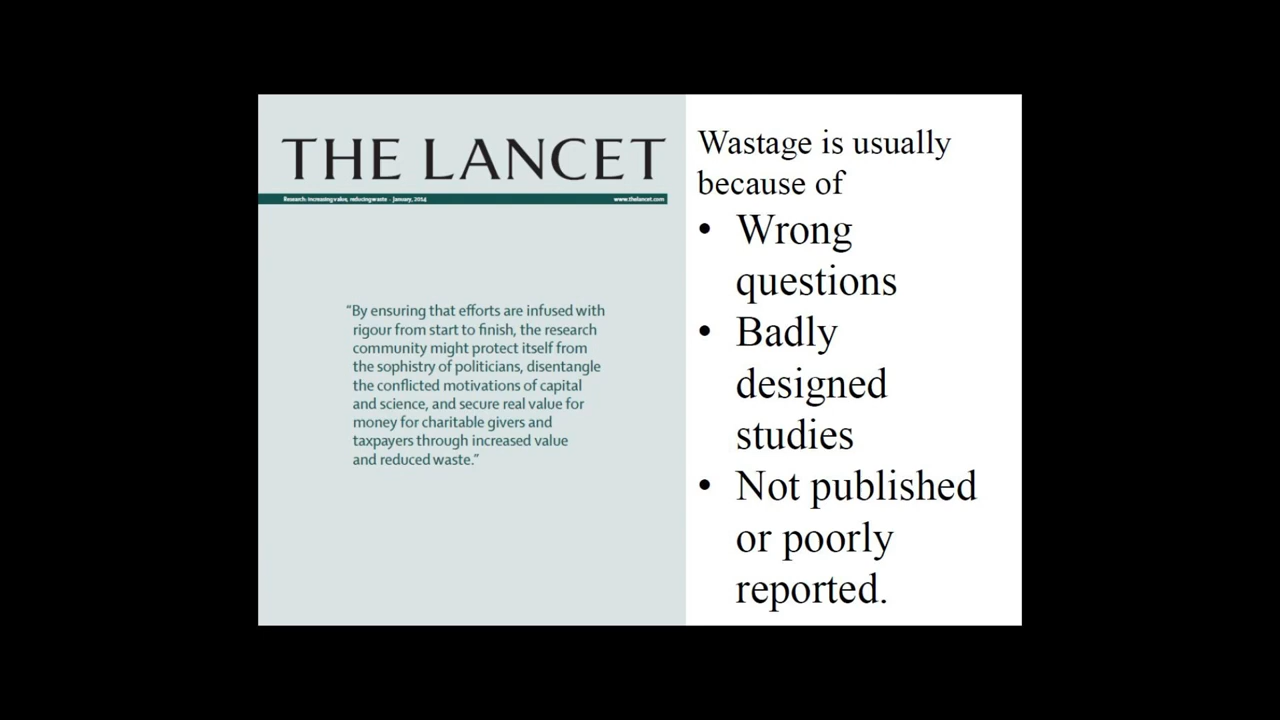 THE LANCET
Research: increasing value, reducing waste - January, 2014
www.thelancet.com
“By ensuring that efforts are infused with
rigour from start to finish, the research
community might protect itself from
the sophistry of politicians, disentangle
the conflicted motivations of capital
and science, and secure real value for
money for charitable givers and
taxpayers through increased value
and reduced waste.”
Wastage is usually
because of
• Wrong
questions
• Badly
designed
studies
• Not published
or poorly
reported.